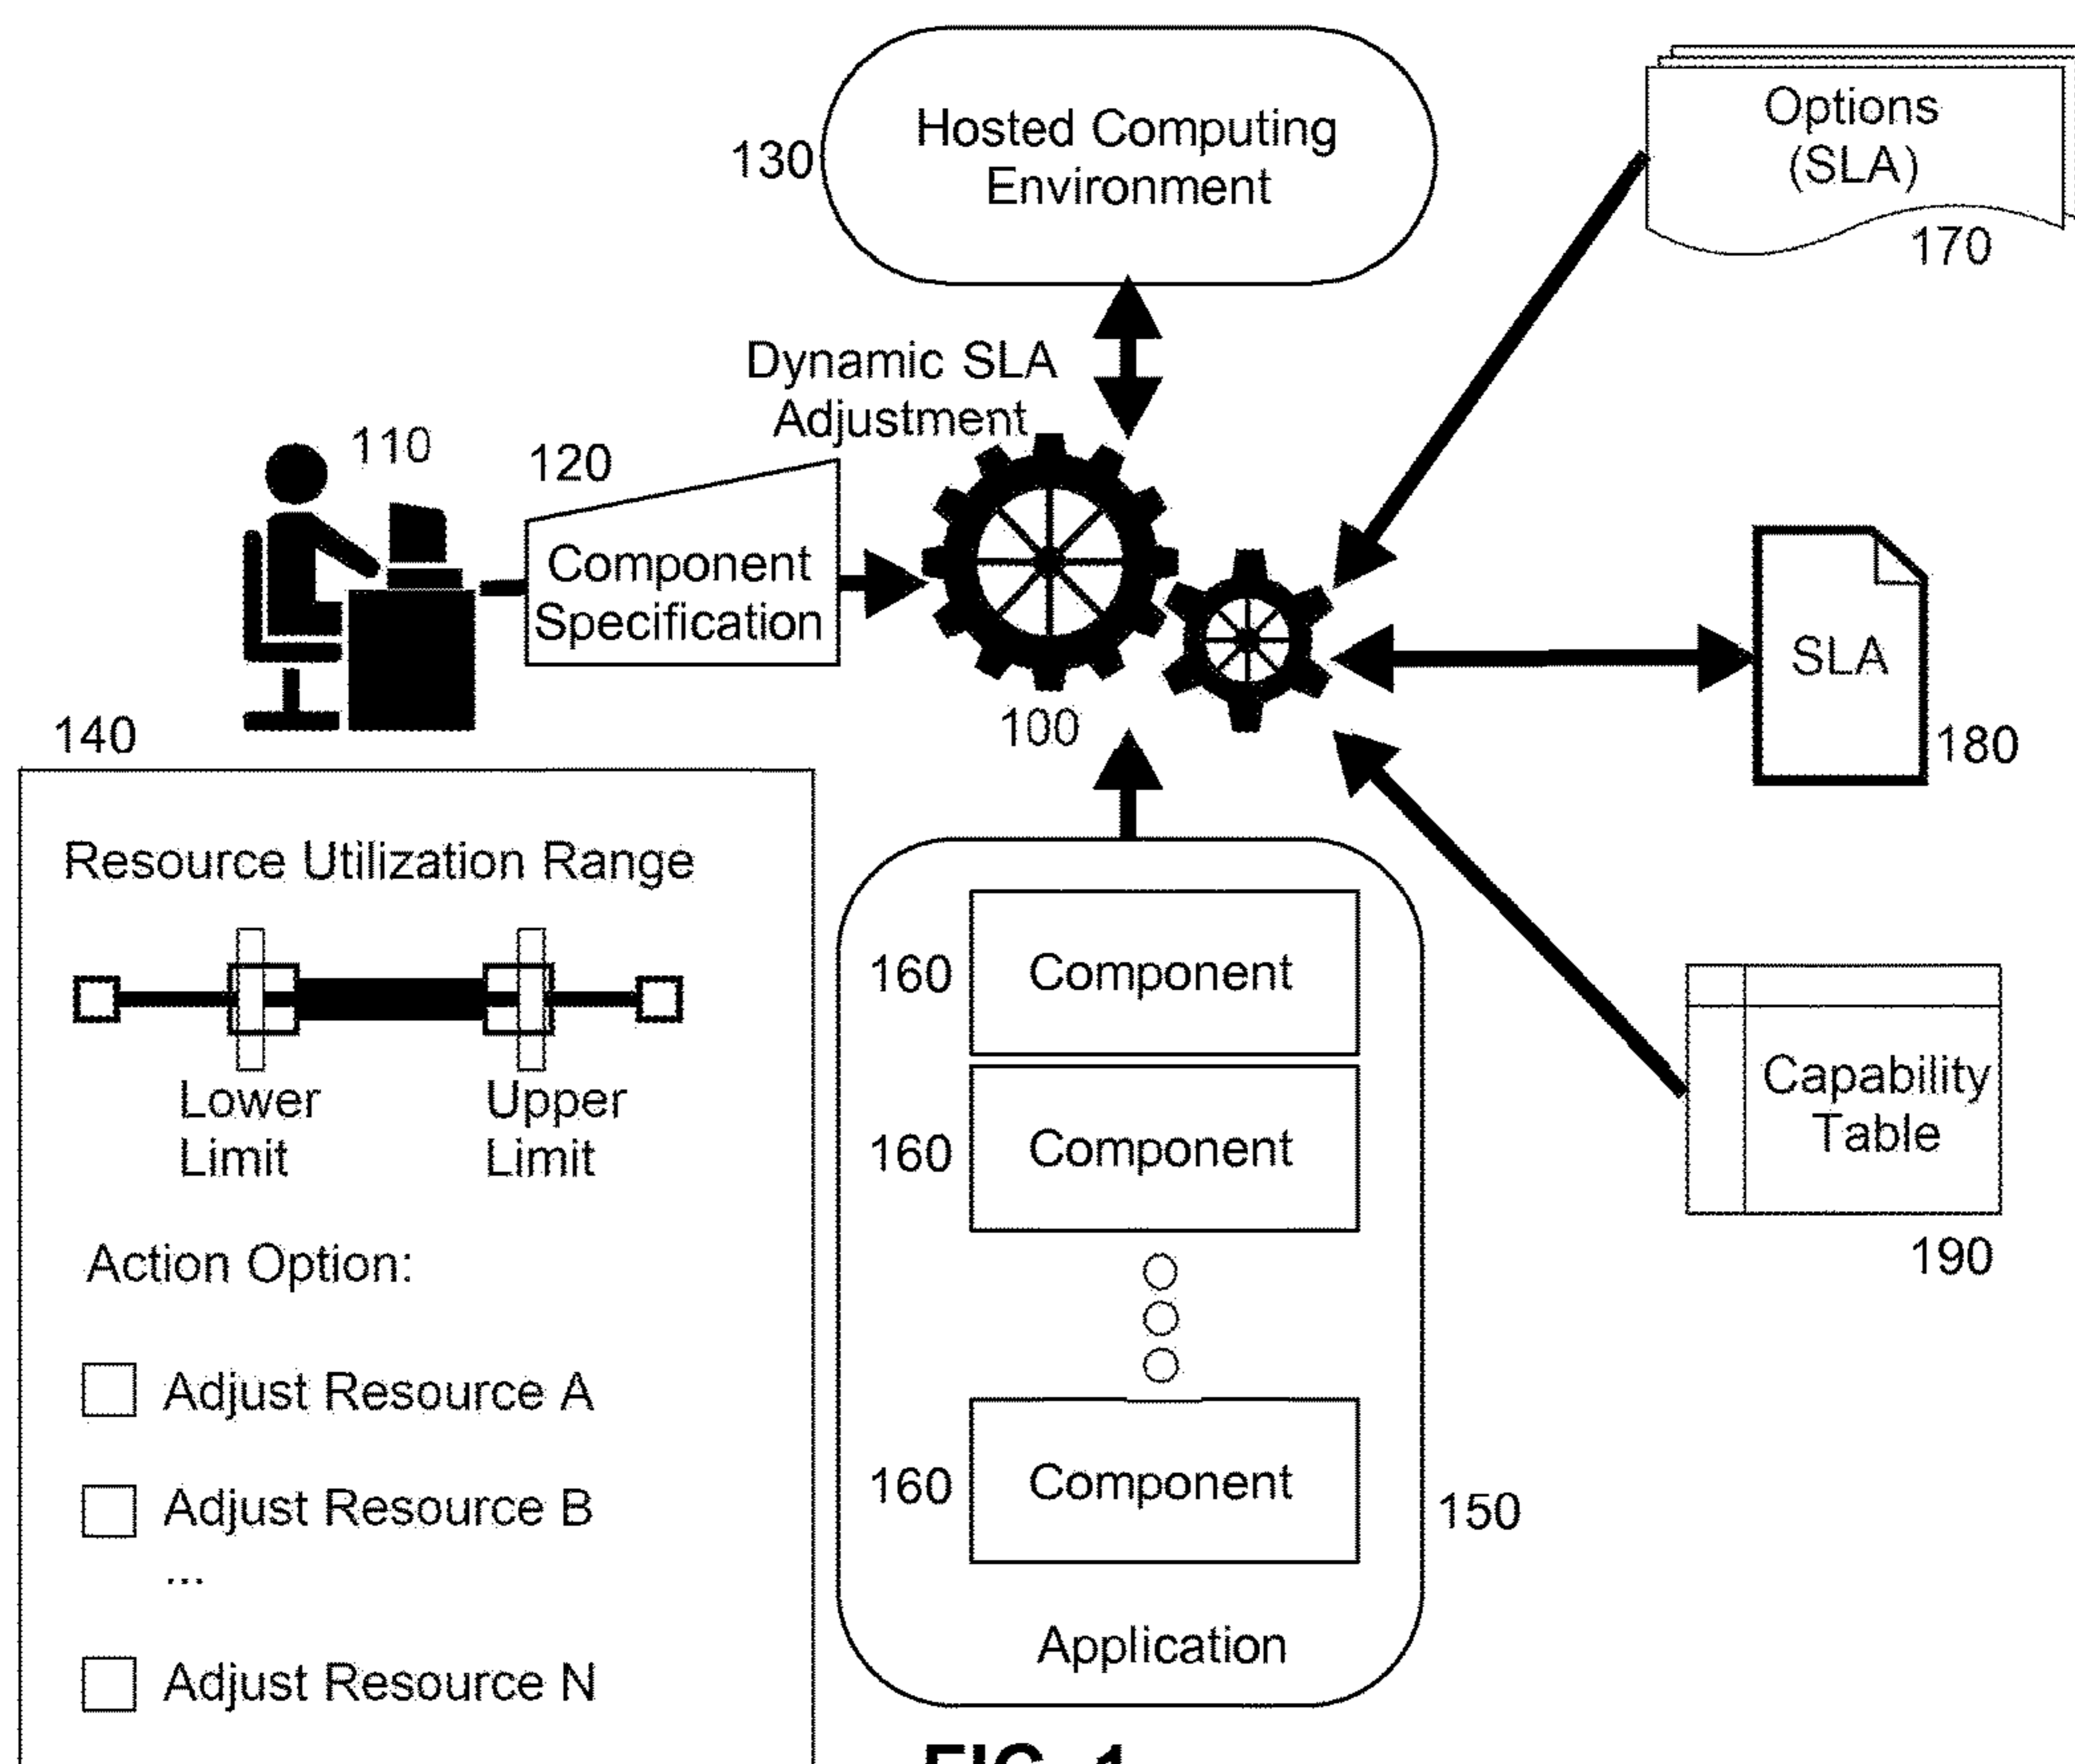 Hosted Computing
Environment
130
Options
(SLA)
170
Dynamic SLA
Adjustment
110
120
Component
Specification
100
SLA
180
140
Resource Utilization Range
Lower
Limit
Upper
Limit
Action Option:
Adjust Resource A
Adjust Resource B
...
Adjust Resource N
160
Component
160
Component
160
Component
150
Application
Capability
Table
190
FIG. 1